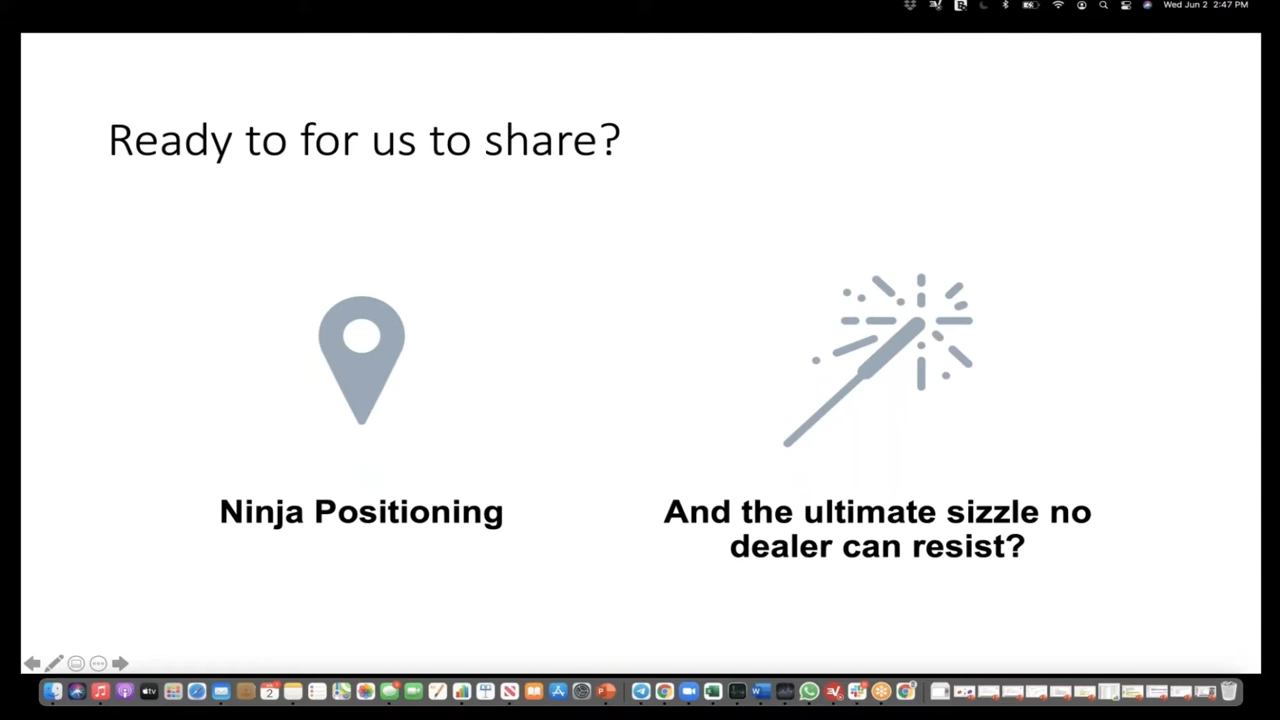 Wed Jun 2 2:47 PM
Ready to for us to share?
Ninja Positioning
And the ultimate sizzle no
dealer can resist?